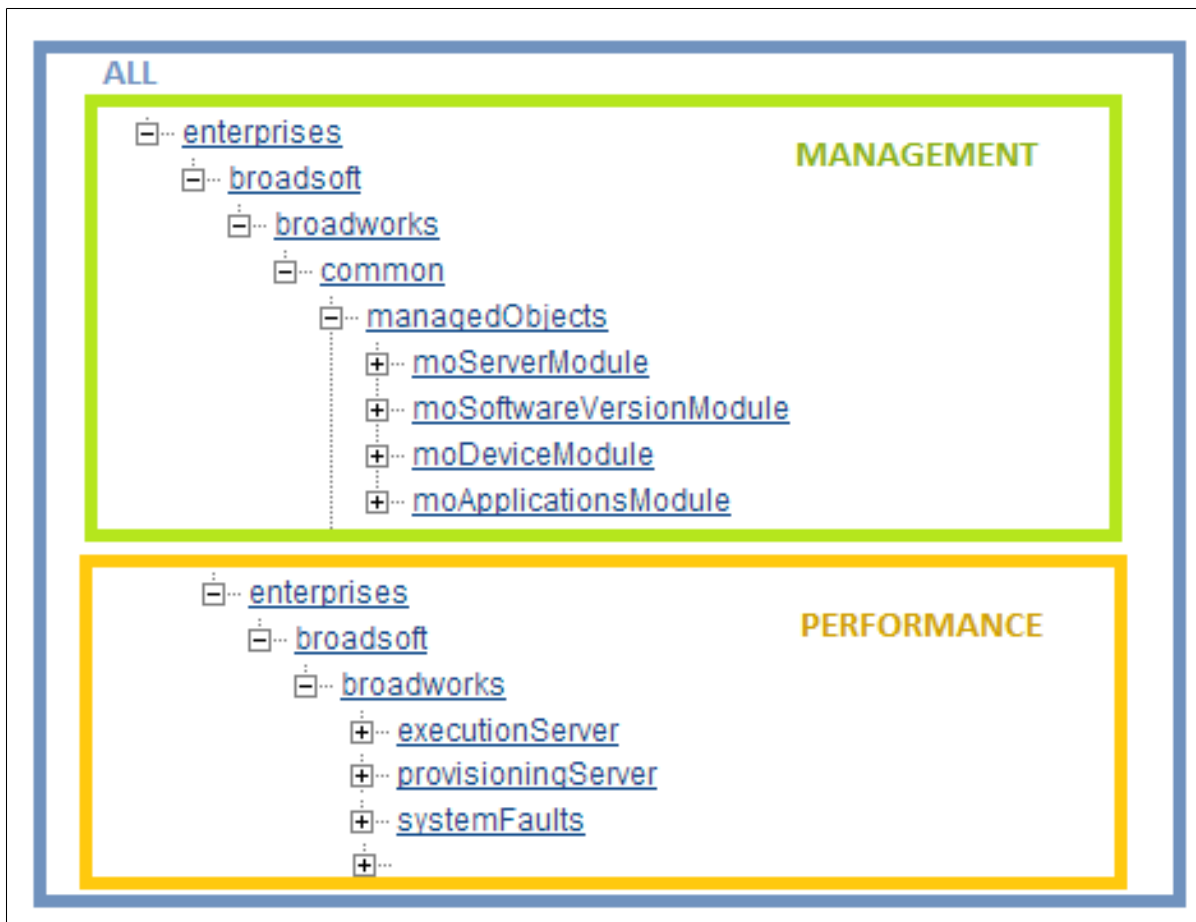 ALL
enterprises
MANAGEMENT
broadsoft
broadworks
common
managedObjects
moServerModule
moSoftwareVersionModule
moDeviceModule
moApplicationsModule
enterprises
PERFORMANCE
broadsoft
broadworks
executionServer
provisioningServer
systemFaults